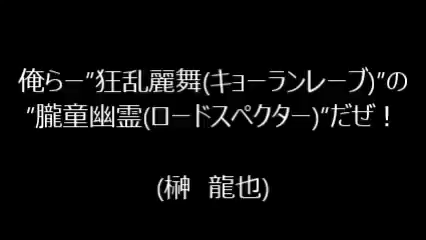 俺らー”狂乱麗舞(キョーランレーブ)”の
”朧童幽霊(ロードスペクター)”だぜ！
(榊　龍也)